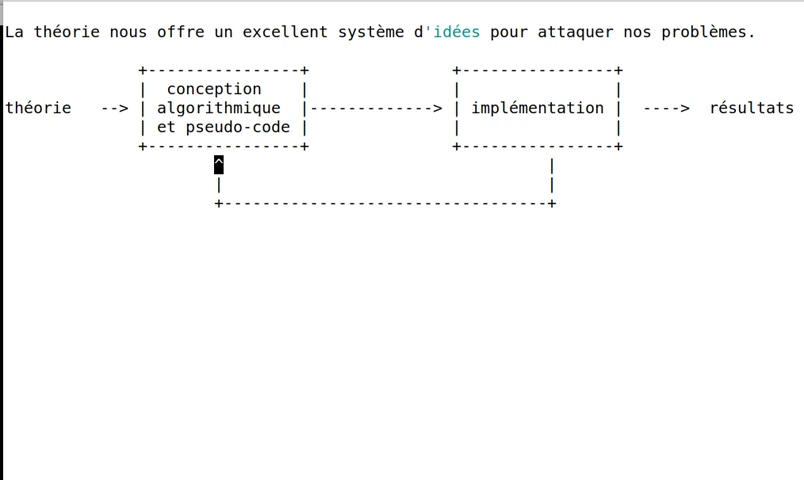 La théorie nous offre un excellent système d'idées pour attaquer nos problèmes.
+----------------+               +----------------+
|  conception    |               |                |
théorie   --> | algorithmique  |-------------> | implémentation |  ---->  résultats
| et pseudo-code |               |                |
+----------------+               +----------------+
^                                  |
|                                  |
+----------------------------------+